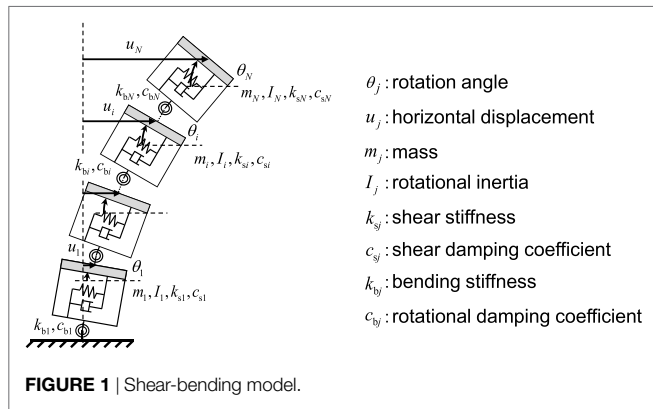 u_N
θ_N
k_bN, c_bN
m_N, I_N, k_sN, c_sN
u_i
θ_i
m_i, I_i, k_si, c_si
k_bi, c_bi
u_1
θ_1
m_1, I_1, k_s1, c_s1
k_b1, c_b1
θ_j : rotation angle
u_j : horizontal displacement
m_j : mass
I_j : rotational inertia
k_sj : shear stiffness
c_sj : shear damping coefficient
k_bj : bending stiffness
c_bj : rotational damping coefficient
FIGURE 1 | Shear-bending model.